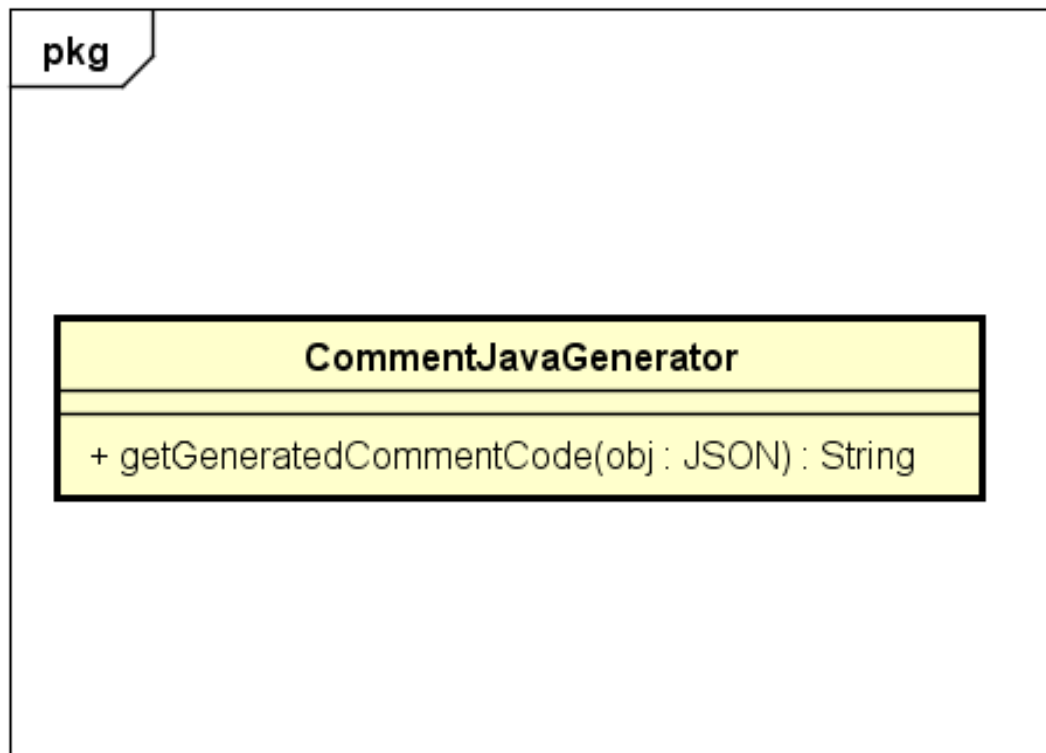 pkg
CommentJavaGenerator
+ getGeneratedCommentCode(obj : JSON) : String